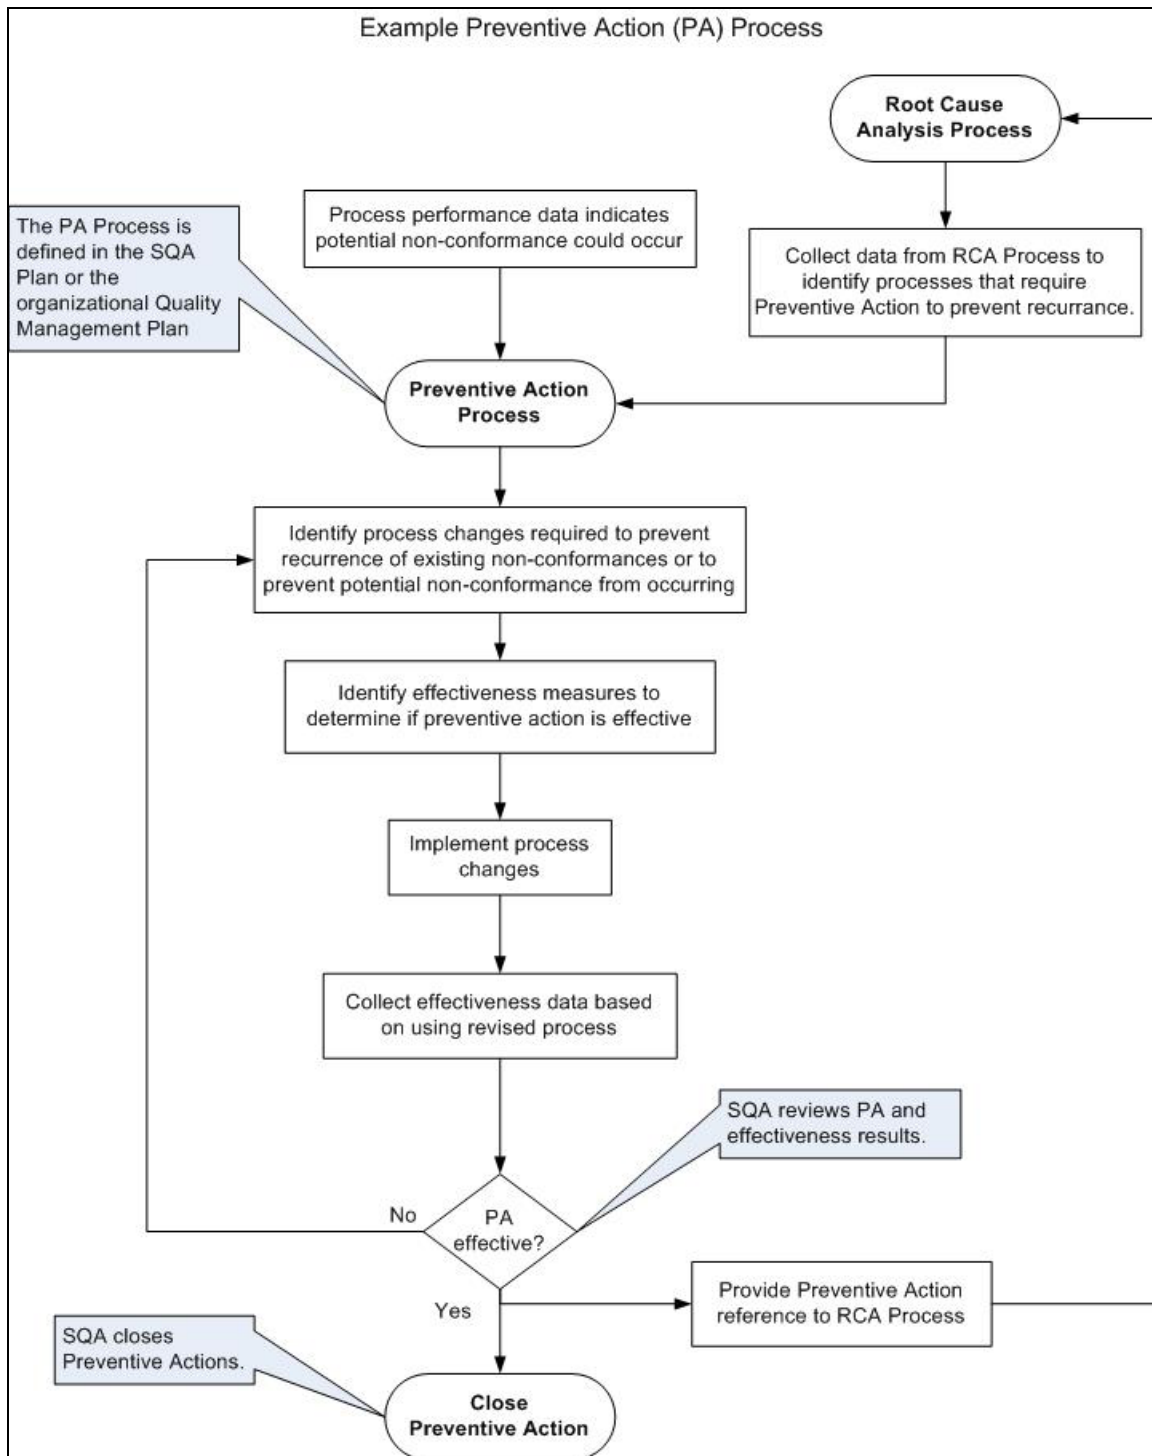 Example Preventive Action (PA) Process
Root Cause
Analysis Process
Process performance data indicates
potential non-conformance could occur
The PA Process is
defined in the SQA
Plan or the
organizational Quality
Management Plan
Collect data from RCA Process to
identify processes that require
Preventive Action to prevent recurrance.
Preventive Action
Process
Identify process changes required to prevent
recurrence of existing non-conformances or to
prevent potential non-conformance from occurring
Identify effectiveness measures to
determine if preventive action is effective
Implement process
changes
Collect effectiveness data based
on using revised process
SQA reviews PA and
effectiveness results.
No
PA
effective?
Yes
Provide Preventive Action
reference to RCA Process
SQA closes
Preventive Actions.
Close
Preventive Action